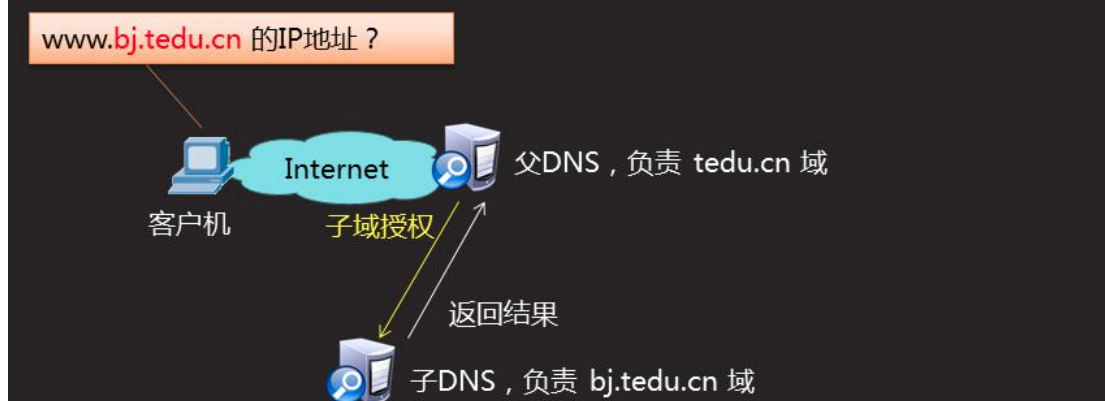 www.bj.tedu.cn 的IP地址？
Internet
父DNS，负责 tedu.cn 域
客户机
子域授权
返回结果
子DNS，负责 bj.tedu.cn 域